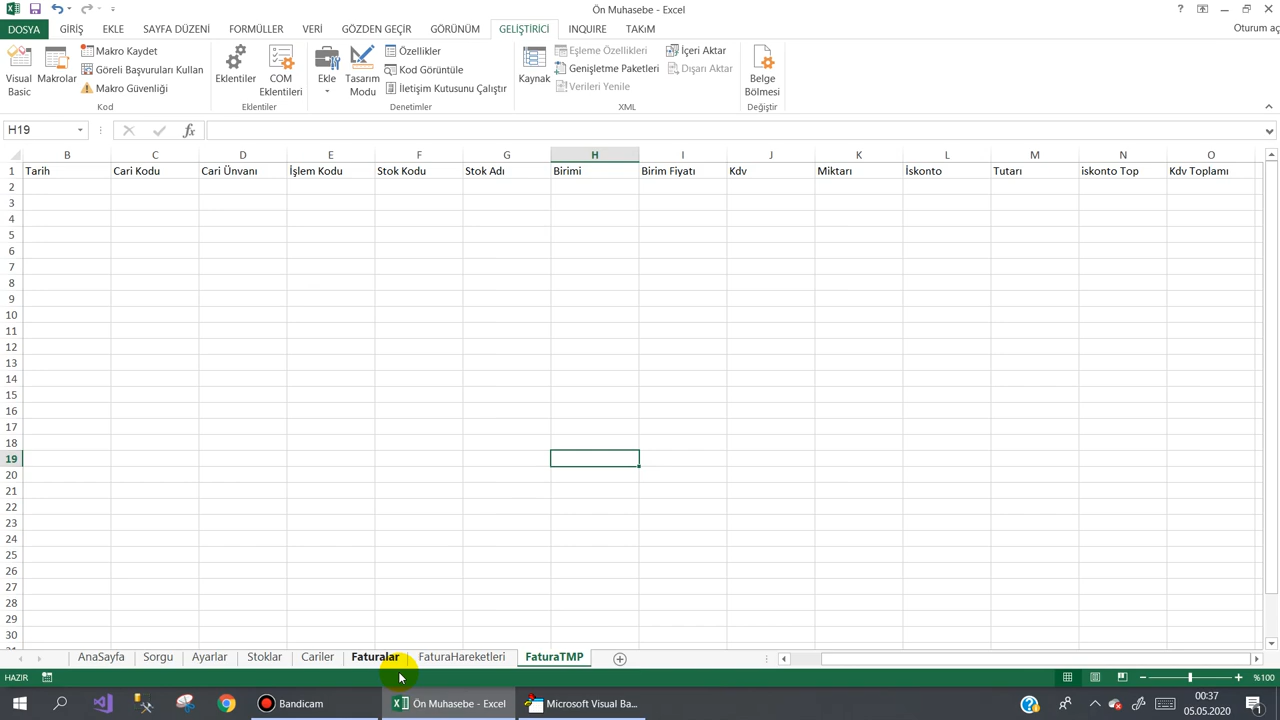 Ön Muhasebe - Excel
Oturum aç
DOSYA GİRİŞ EKLE SAYFA DÜZENİ FORMÜLLER VERİ GÖZDEN GEÇİR GÖRÜNÜM GELİŞTİRİCİ INQUIRE TAKıM
Visual Basic
Makrolar
Makro Kaydet
Göreli Başvuruları Kullan
Makro Güvenliği
Kod
Eklentiler
COM Eklentileri
Eklentiler
Ekle
Tasarım Modu
Özellikler
Kod Görüntüle
İletişim Kutusunu Çalıştır
Denetimler
Kaynak
Eşleme Özellikleri
Genişletme Paketleri
Verileri Yenile
İçeri Aktar
Dışarı Aktar
XML
Belge Bölmesi
Değiştir
H19
fx
B C D E F G H I J K L M N O
1 Tarih Cari Kodu Cari Ünvanı İşlem Kodu Stok Kodu Stok Adı Birimi Birim Fiyatı Kdv Miktarı İskonto Tutarı iskonto Top Kdv Toplamı
2
3
4
5
6
7
8
9
10
11
12
13
14
15
16
17
18
19
20
21
22
23
24
25
26
27
28
29
30
AnaSayfa Sorgu Ayarlar Stoklar Cariler Faturalar FaturaHareketleri FaturaTMP
HAZIR
%100
Bandicam
Ön Muhasebe - Excel
Microsoft Visual Ba...
00:37
05.05.2020